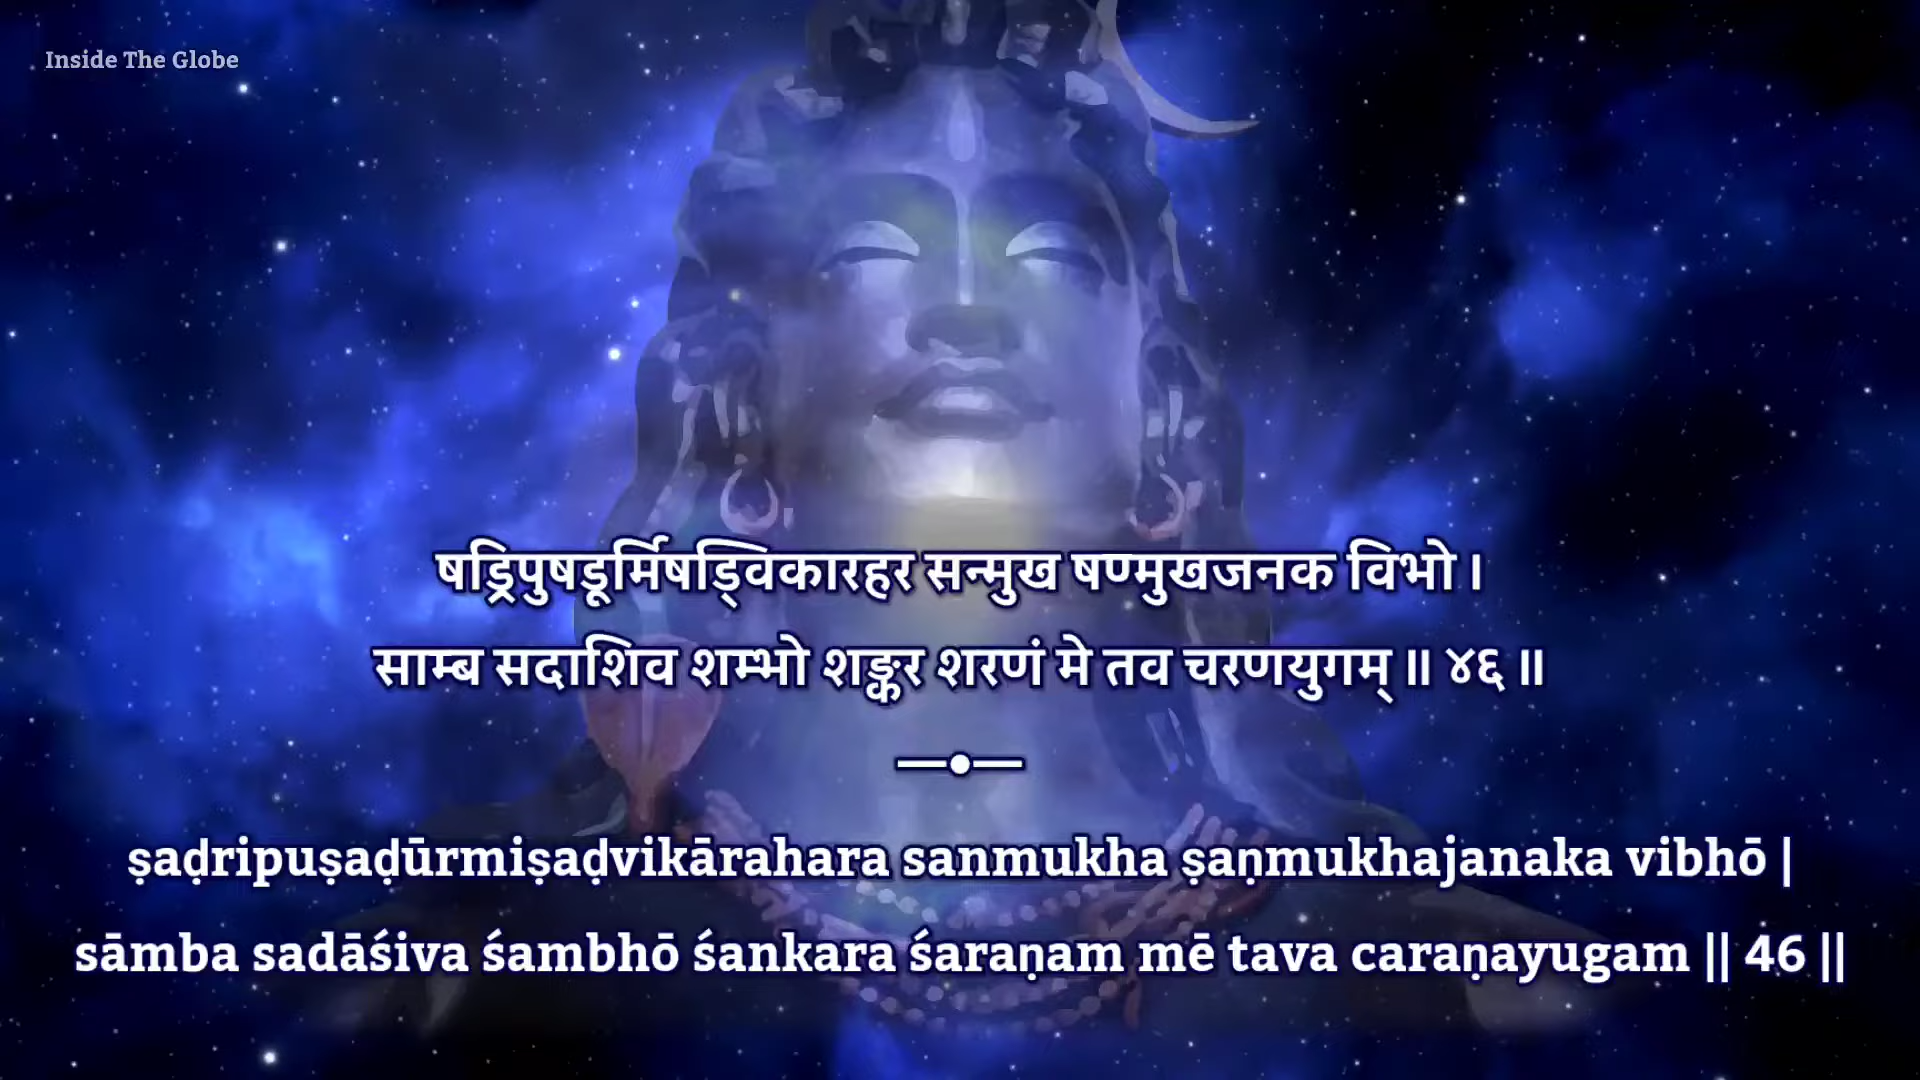 Inside The Globe
षड्रिपुषडूर्मिषड्विकारहर सन्मुख षण्मुखजनक विभो ।
साम्ब सदाशिव शम्भो शङ्कर शरणं मे तव चरणयुगम् ॥ ४६ ॥
ṣaḍripuṣaḍūrmiṣaḍvikārahara sanmukha ṣaṇmukhajanaka vibhō |
sāmba sadāśiva śambhō śankara śaraṇam mē tava caraṇayugam || 46 ||